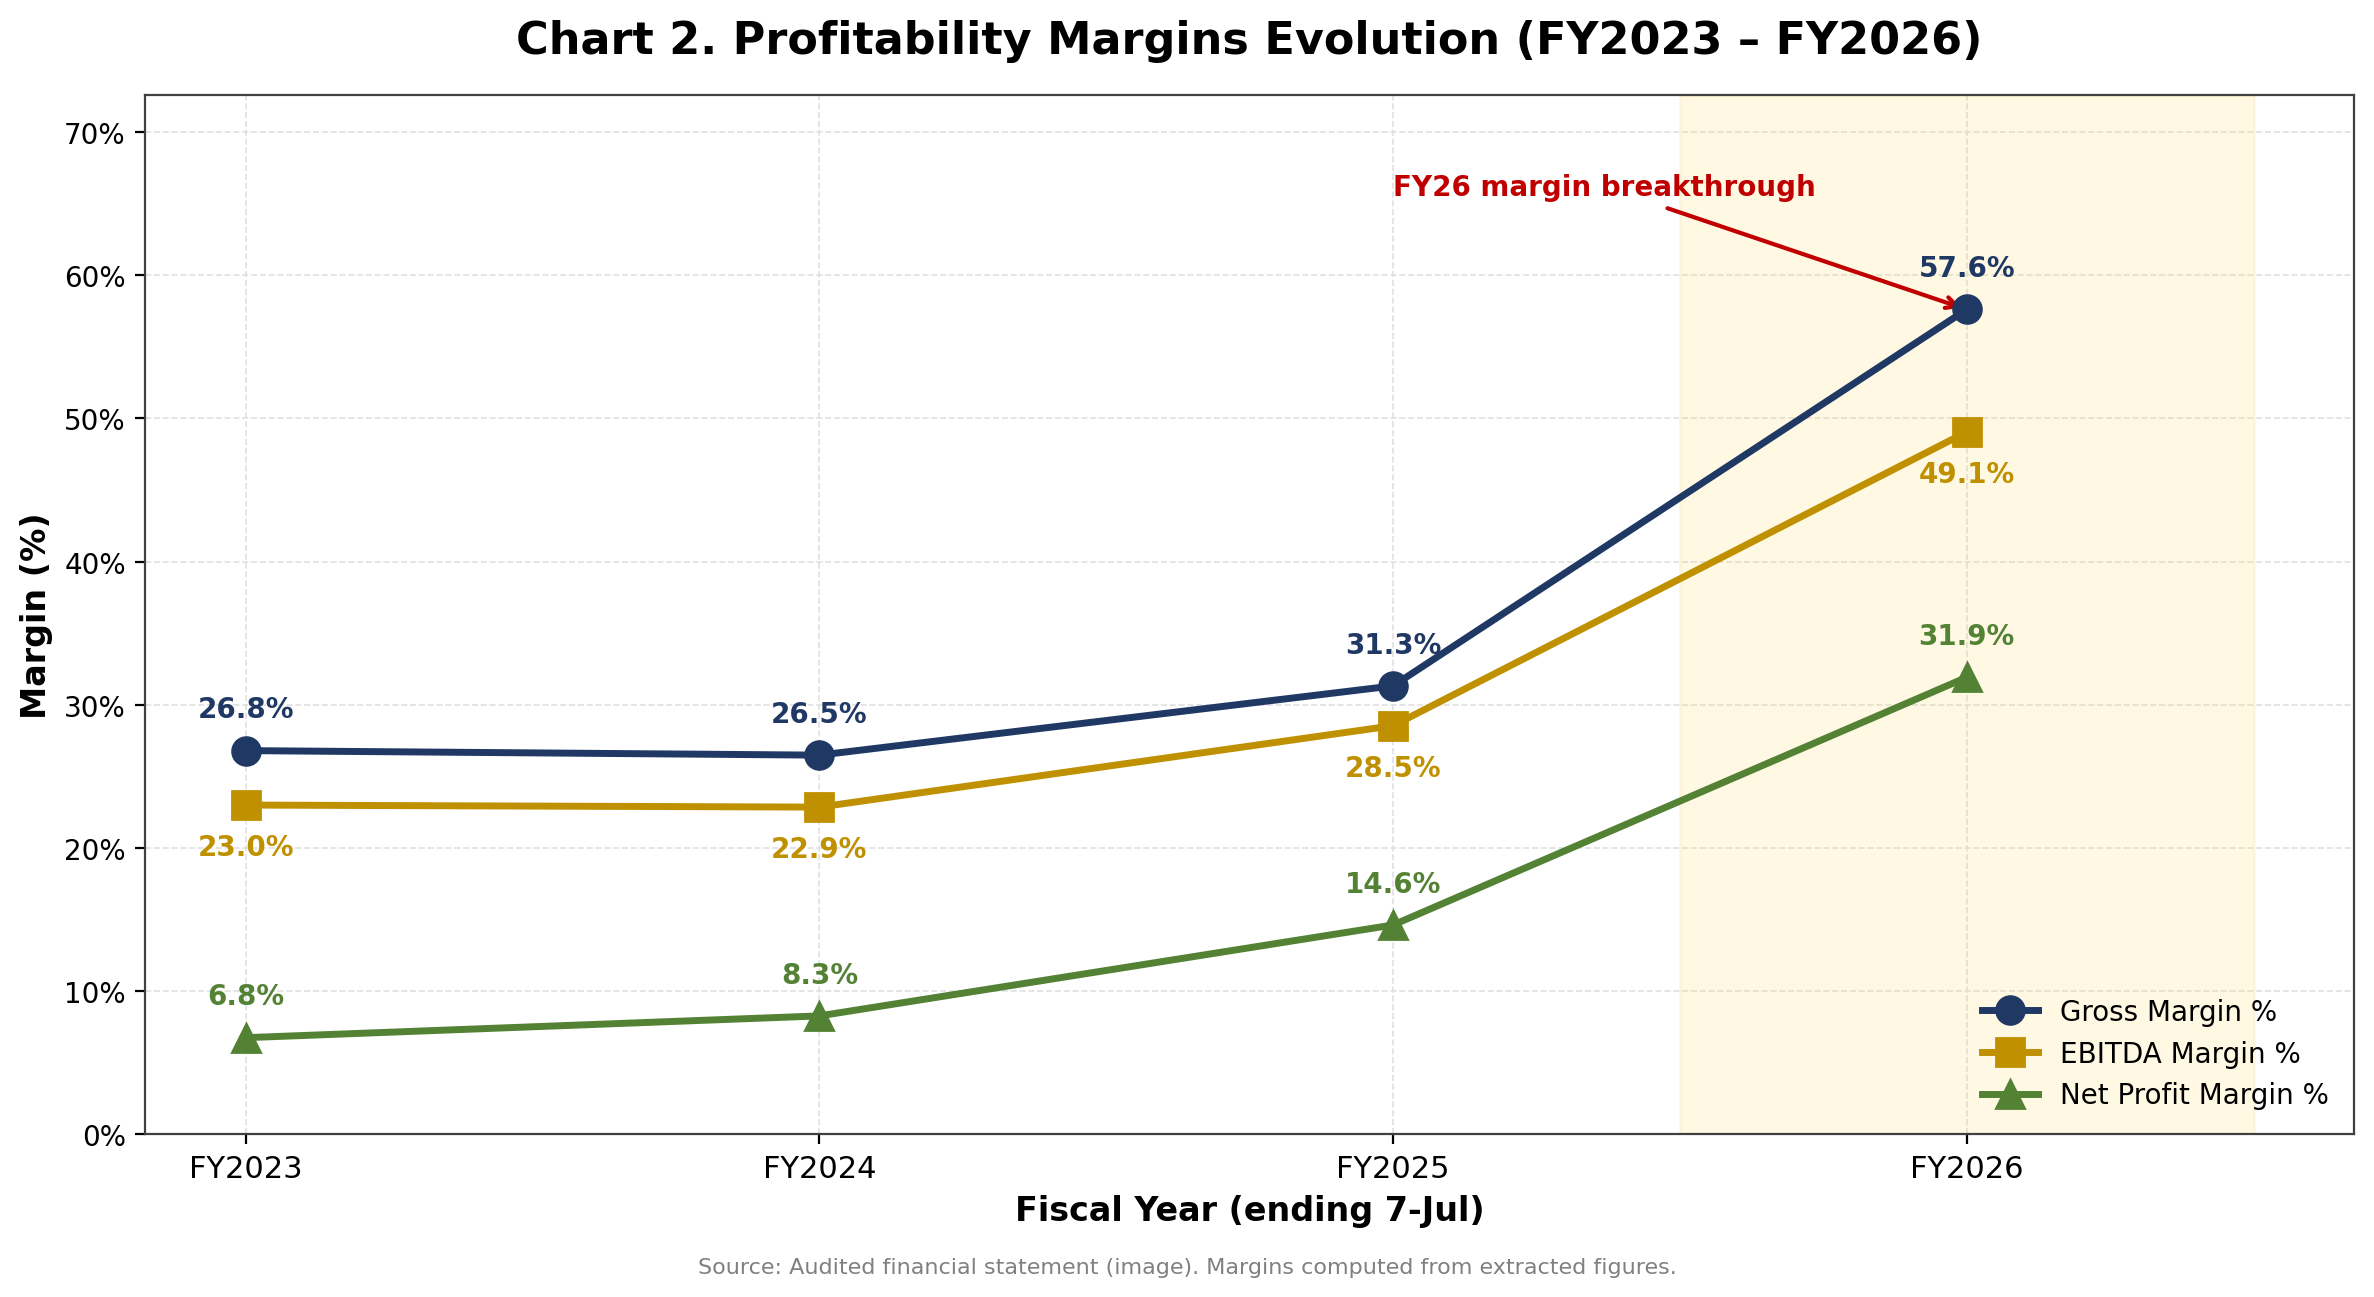 Chart 2. Profitability Margins Evolution (FY2023 – FY2026)
70%
60%
50%
40%
30%
20%
10%
0%
Margin (%)
FY26 margin breakthrough
57.6%
49.1%
31.9%
31.3%
28.5%
14.6%
26.5%
22.9%
8.3%
26.8%
23.0%
6.8%
Gross Margin %
EBITDA Margin %
Net Profit Margin %
FY2023
FY2024
FY2025
FY2026
Fiscal Year (ending 7-Jul)
Source: Audited financial statement (image). Margins computed from extracted figures.